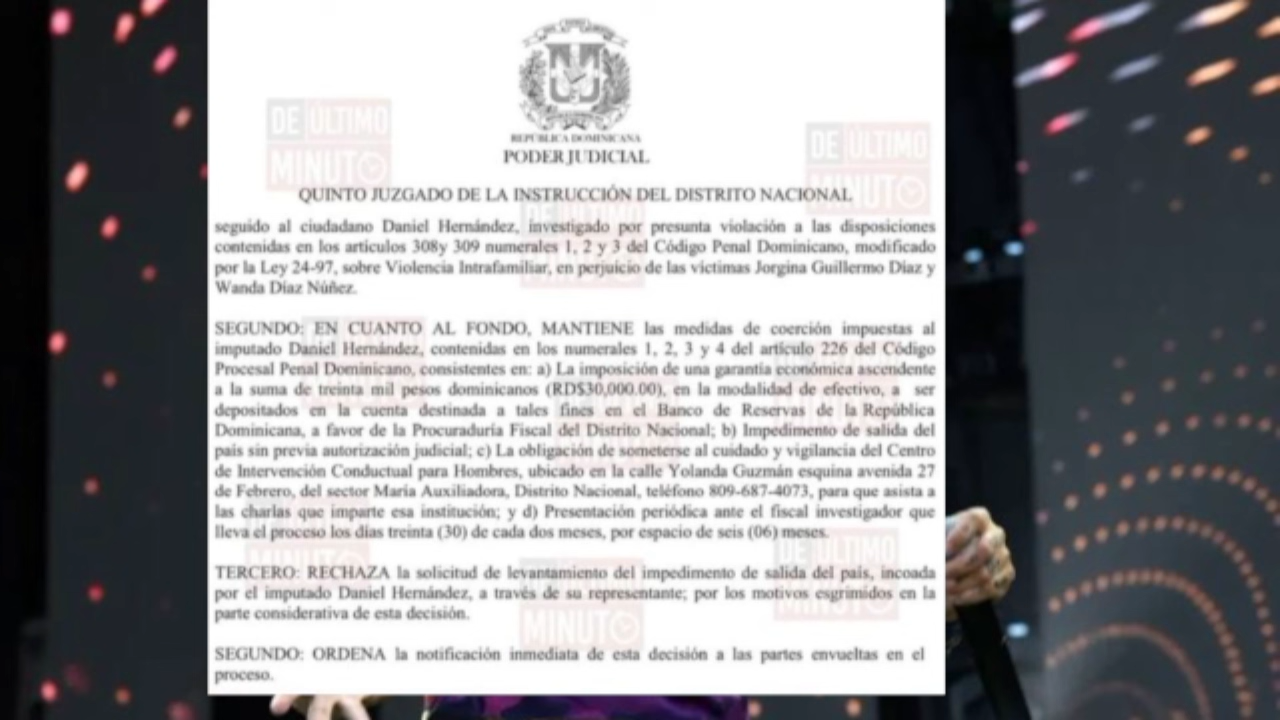 REPÚBLICA DOMINICANA
PODER JUDICIAL
QUINTO JUZGADO DE LA INSTRUCCIÓN DEL DISTRITO NACIONAL
seguido al ciudadano Daniel Hernández, investigado por presunta violación a las disposiciones
contenidas en los artículos 308y 309 numerales 1, 2 y 3 del Código Penal Dominicano, modificado
por la Ley 24-97, sobre Violencia Intrafamiliar, en perjuicio de las víctimas Jorgina Guillermo Díaz y
Wanda Díaz Núñez.
SEGUNDO: EN CUANTO AL FONDO, MANTIENE las medidas de coerción impuestas al
imputado Daniel Hernández, contenidas en los numerales 1, 2, 3 y 4 del artículo 226 del Código
Procesal Penal Dominicano, consistentes en: a) La imposición de una garantía económica ascendente
a la suma de treinta mil pesos dominicanos (RD$30,000.00), en la modalidad de efectivo, a ser
depositados en la cuenta destinada a tales fines en el Banco de Reservas de la República
Dominicana, a favor de la Procuraduría Fiscal del Distrito Nacional; b) Impedimento de salida del
país sin previa autorización judicial; c) La obligación de someterse al cuidado y vigilancia del Centro
de Intervención Conductual para Hombres, ubicado en la calle Yolanda Guzmán esquina avenida 27
de Febrero, del sector María Auxiliadora, Distrito Nacional, teléfono 809-687-4073, para que asista a
las charlas que imparte esa institución; y d) Presentación periódica ante el fiscal investigador que
lleva el proceso los días treinta (30) de cada dos meses, por espacio de seis (06) meses.
TERCERO: RECHAZA la solicitud de levantamiento del impedimento de salida del país, incoada
por el imputado Daniel Hernández, a través de su representante; por los motivos esgrimidos en la
parte considerativa de esta decisión.
SEGUNDO: ORDENA la notificación inmediata de esta decisión a las partes envueltas en el
proceso.
DE ÚLTIMO
MINUTO
DE ÚLTIMO
MINUTO
DE ÚLTIMO
MINUTO
MINUTO